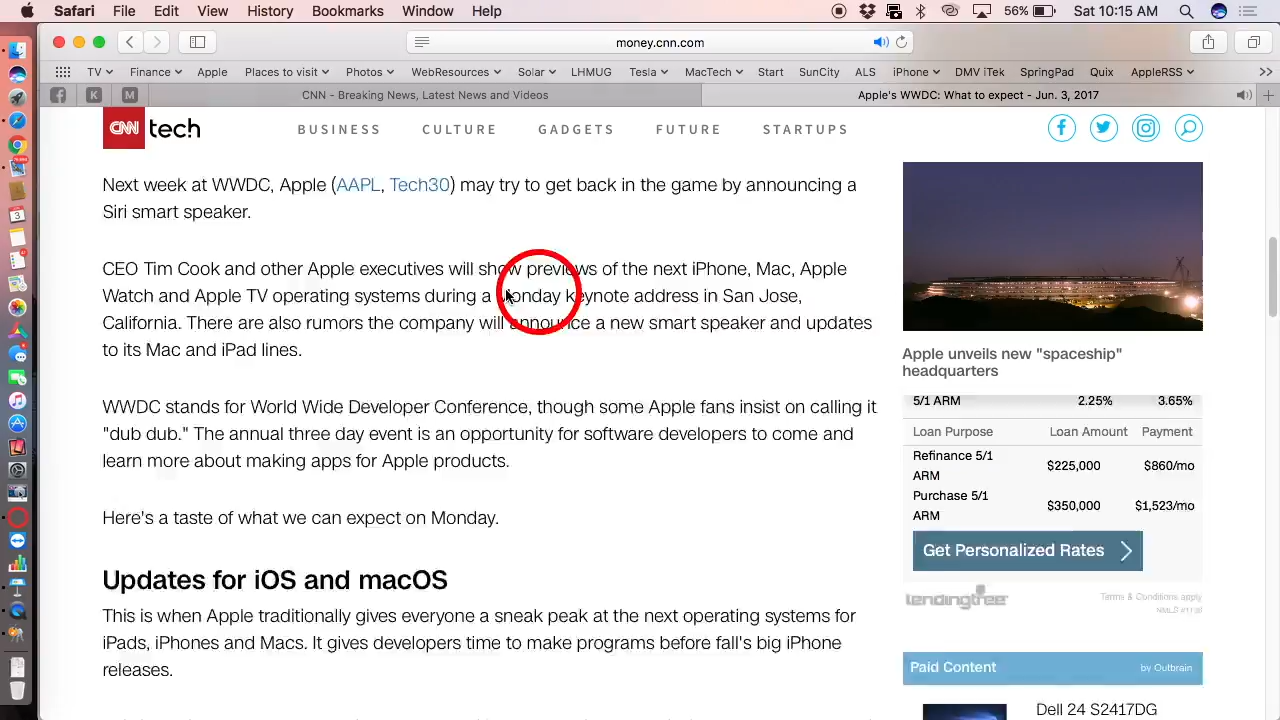 Safari File Edit View History Bookmarks Develop Window Help 56% Sat 10:15 AM
money.cnn.com
TV Finance Apple Places to visit Photos WebResources Solar LHMUG Tesla MacTech Start SunCity ALS iPhone DMV iTek SpringPad Quix AppleRSS >>
CNN - Breaking News, Latest News and Videos Apple's WWDC: What to expect - Jun. 3, 2017
CNN tech BUSINESS CULTURE GADGETS FUTURE STARTUPS
Next week at WWDC, Apple (AAPL, Tech30) may try to get back in the game by announcing a
Siri smart speaker.
CEO Tim Cook and other Apple executives will show previews of the next iPhone, Mac, Apple
Watch and Apple TV operating systems during a Monday keynote address in San Jose,
California. There are also rumors the company will announce a new smart speaker and updates
to its Mac and iPad lines.
WWDC stands for World Wide Developer Conference, though some Apple fans insist on calling it
"dub dub." The annual three day event is an opportunity for software developers to come and
learn more about making apps for Apple products.
Here's a taste of what we can expect on Monday.
Updates for iOS and macOS
This is when Apple traditionally gives everyone a sneak peak at the next operating systems for
iPads, iPhones and Macs. It gives developers time to make programs before fall's big iPhone
releases.
Apple unveils new "spaceship"
headquarters
5/1 ARM 2.25% 3.65%
Loan Purpose Loan Amount Payment
Refinance 5/1
ARM
$225,000 $860/mo
Purchase 5/1
ARM
$350,000 $1,523/mo
Get Personalized Rates
lendingtree
Terms & Conditions apply
Paid Content by Outbrain
Dell 24 S2417DG